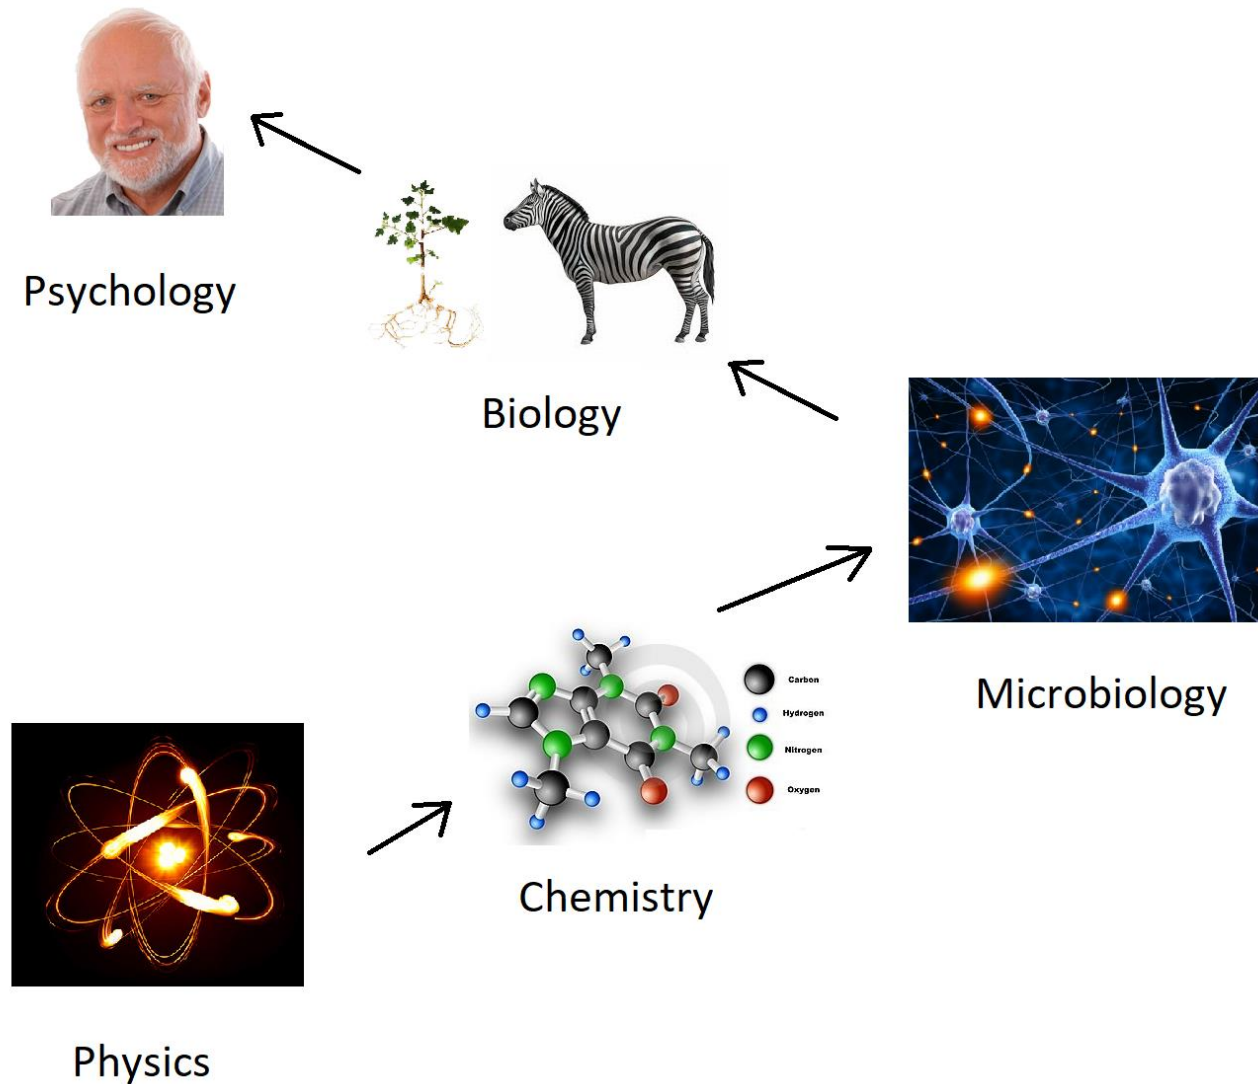 Psychology
Biology
Microbiology
Carbon
Hydrogen
Nitrogen
Oxygen
Chemistry
Physics